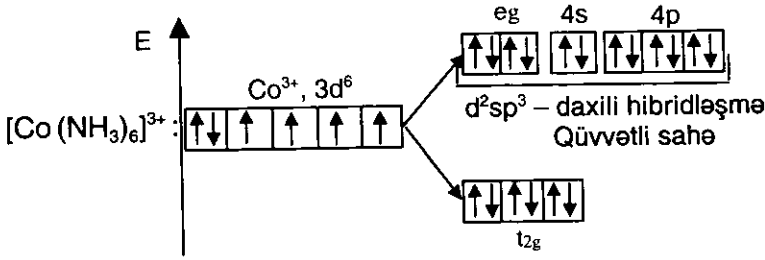 E
eg 4s 4p
Co³⁺, 3d⁶
[Co (NH₃)₆]³⁺ :
d²sp³ – daxili hibridləşmə
Qüvvətli sahə
t₂g